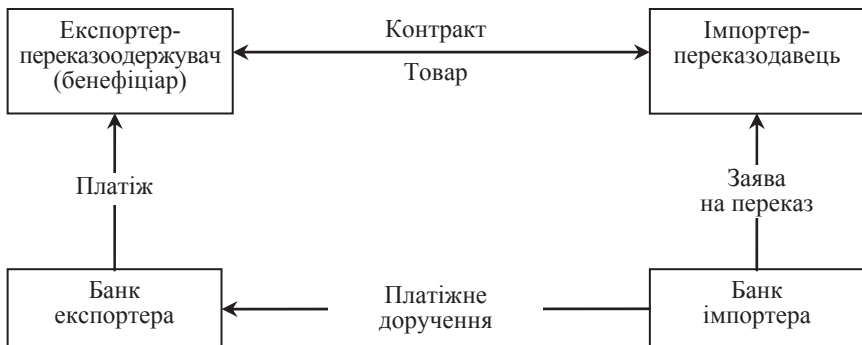 Експортер-
переказоодержувач
(бенефіціар)
Контракт
Товар
Імпортер-
переказодавець
Платіж
Заява
на переказ
Банк
експортера
Платіжне
доручення
Банк
імпортера